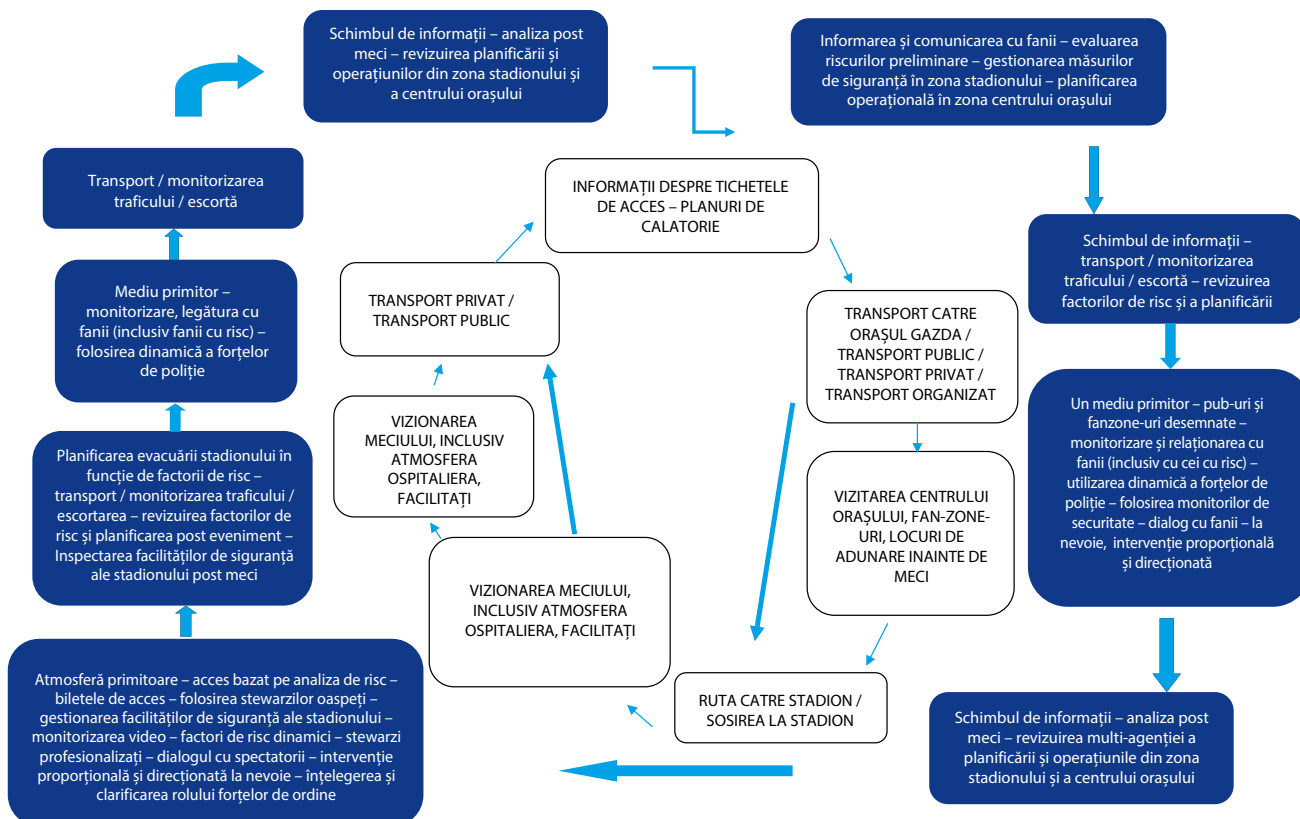 Schimbul de informații – analiza post
meci – revizuirea planificării și
operațiunilor din zona stadionului și
a centrului orașului
Informarea și comunicarea cu fanii – evaluarea
riscurilor preliminare – gestionarea măsurilor
de siguranță în zona stadionului – planificarea
operațională în zona centrului orașului
Transport / monitorizarea
traficului / escortă
INFORMAȚII DESPRE TICHETELE
DE ACCES – PLANURI DE
CALATORIE
Schimbul de informații –
transport / monitorizarea
traficului / escortă – revizuirea
factorilor de risc și a planificării
Mediu primitor –
monitorizare, legătura cu
fanii (inclusiv fanii cu risc) –
folosirea dinamică a forțelor
de poliție
TRANSPORT PRIVAT /
TRANSPORT PUBLIC
TRANSPORT CATRE
ORAȘUL GAZDA /
TRANSPORT PUBLIC /
TRANSPORT PRIVAT /
TRANSPORT ORGANIZAT
Un mediu primitor – pub-uri și
fanzone-uri desemnate –
monitorizare și relaționarea cu
fanii (inclusiv cu cei cu risc) –
utilizarea dinamică a forțelor de
poliție – folosirea monitorilor de
securitate – dialog cu fanii – la
nevoie, intervenție proporțională
și direcționată
VIZIONAREA
MECIULUI, INCLUSIV
ATMOSFERA
OSPITALIERA,
FACILITAȚI
Planificarea evacuării stadionului în
funcție de factorii de risc –
transport / monitorizarea traficului /
escortarea – revizuirea factorilor de
risc și planificarea post eveniment –
Inspectarea facilităților de siguranță
ale stadionului post meci
VIZITAREA CENTRULUI
ORAȘULUI, FAN-ZONE-
URI, LOCURI DE
ADUNARE INAINTE DE
MECI
VIZIONAREA MECIULUI,
INCLUSIV ATMOSFERA
OSPITALIERA, FACILITAȚI
Atmosferă primitoare – acces bazat pe analiza de risc –
biletele de acces – folosirea stewarzilor oaspeți –
gestionarea facilităților de siguranță ale stadionului –
monitorizarea video – factori de risc dinamici – stewarzi
profesionalizați – dialogul cu spectatorii – intervenție
proporțională și direcționată la nevoie – înțelegerea și
clarificarea rolului forțelor de ordine
RUTA CATRE STADION /
SOSIREA LA STADION
Schimbul de informații – analiza post
meci – revizuirea multi-agenției a
planificării și operațiunile din zona
stadionului și a centrului orașului